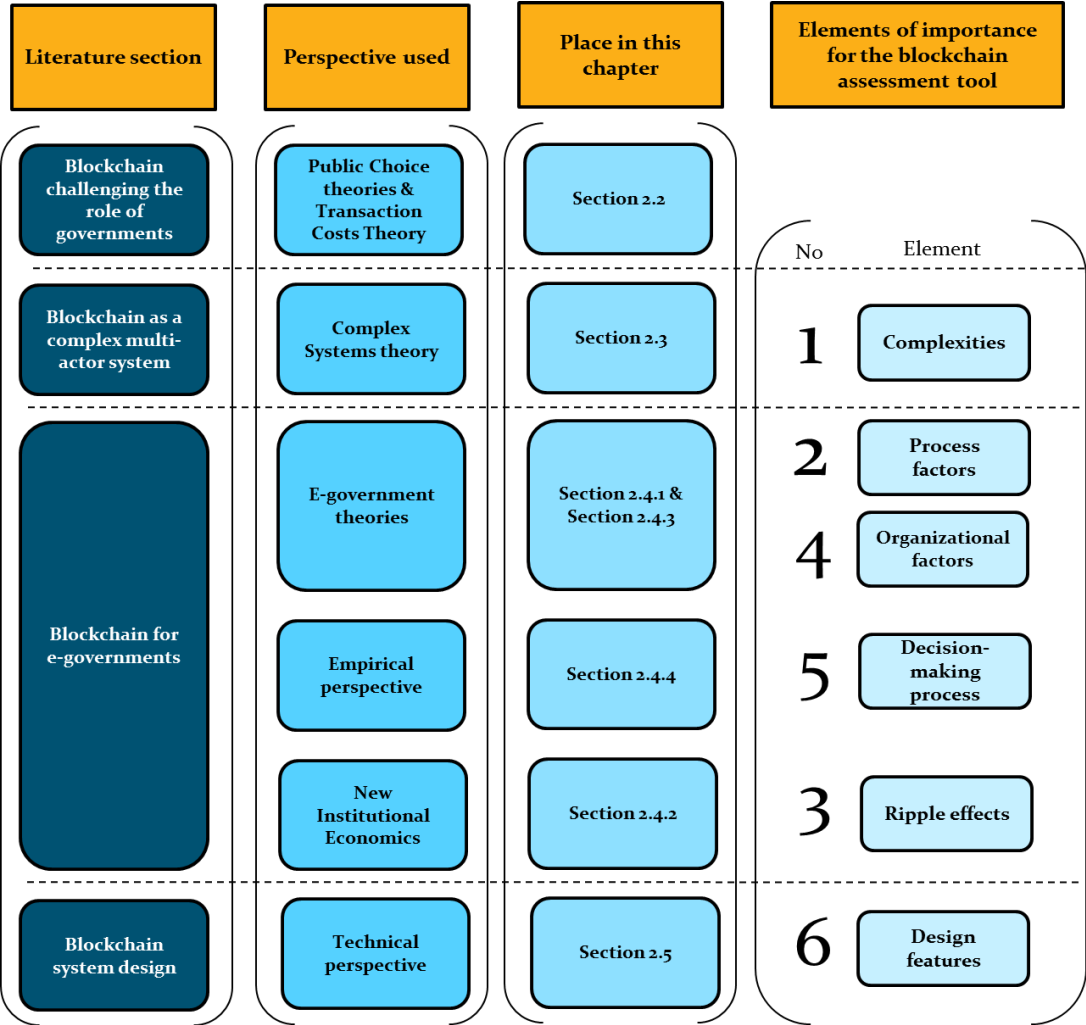 Literature section
Perspective used
Place in this
chapter
Elements of importance
for the blockchain
assessment tool
Blockchain
challenging the
role of
governments
Public Choice
theories &
Transaction
Costs Theory
Section 2.2
No
Element
Blockchain as a
complex multi-
actor system
Complex
Systems theory
Section 2.3
1
Complexities
Blockchain for
e-governments
E-government
theories
Section 2.4.1 &
Section 2.4.3
2
Process
factors
4
Organizational
factors
Empirical
perspective
Section 2.4.4
5
Decision-
making
process
New
Institutional
Economics
Section 2.4.2
3
Ripple effects
Blockchain
system design
Technical
perspective
Section 2.5
6
Design
features